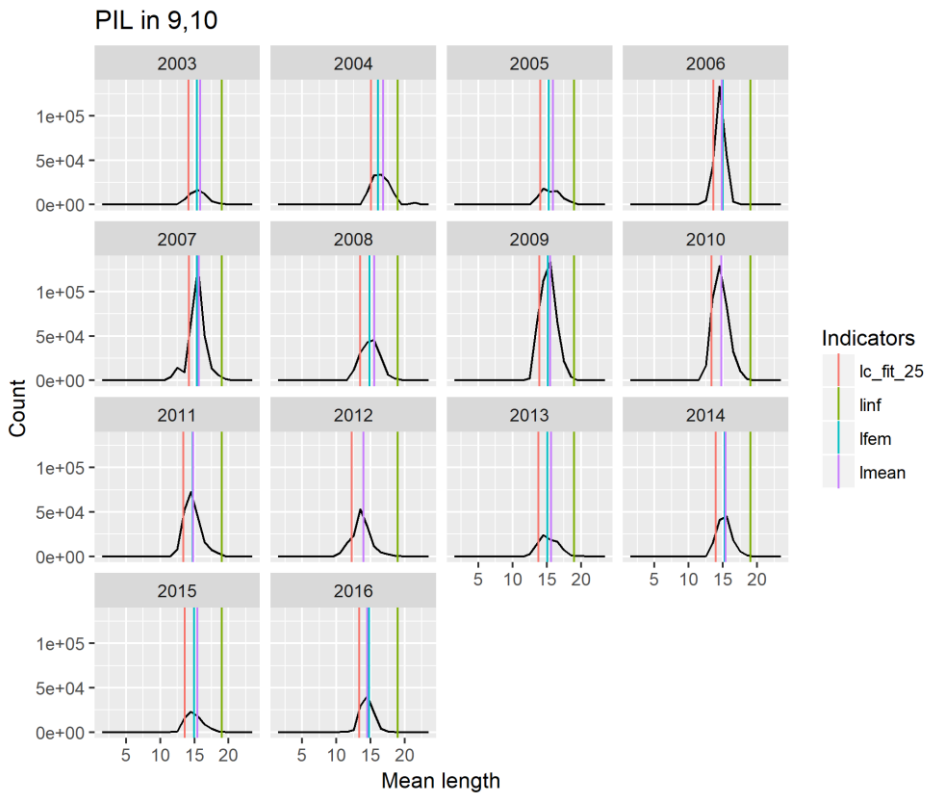 PIL in 9,10
2003 2004 2005 2006
1e+05
5e+04
0e+00
2007 2008 2009 2010
1e+05
5e+04
0e+00
Indicators
lc_fit_25
linf
lfem
lmean
Count
2011 2012 2013 2014
1e+05
5e+04
0e+00
5 10 15 20 5 10 15 20
2015 2016
1e+05
5e+04
0e+00
5 10 15 20 5 10 15 20
Mean length